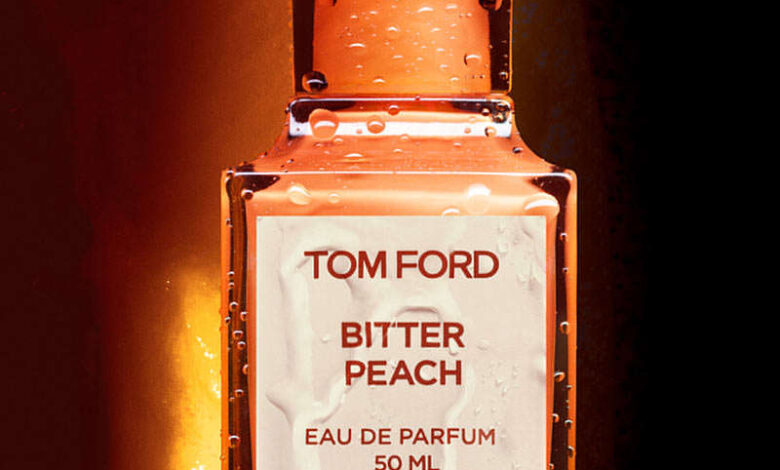 TOM FORD
BITTER
PEACH
EAU DE PARFUM
50 ML